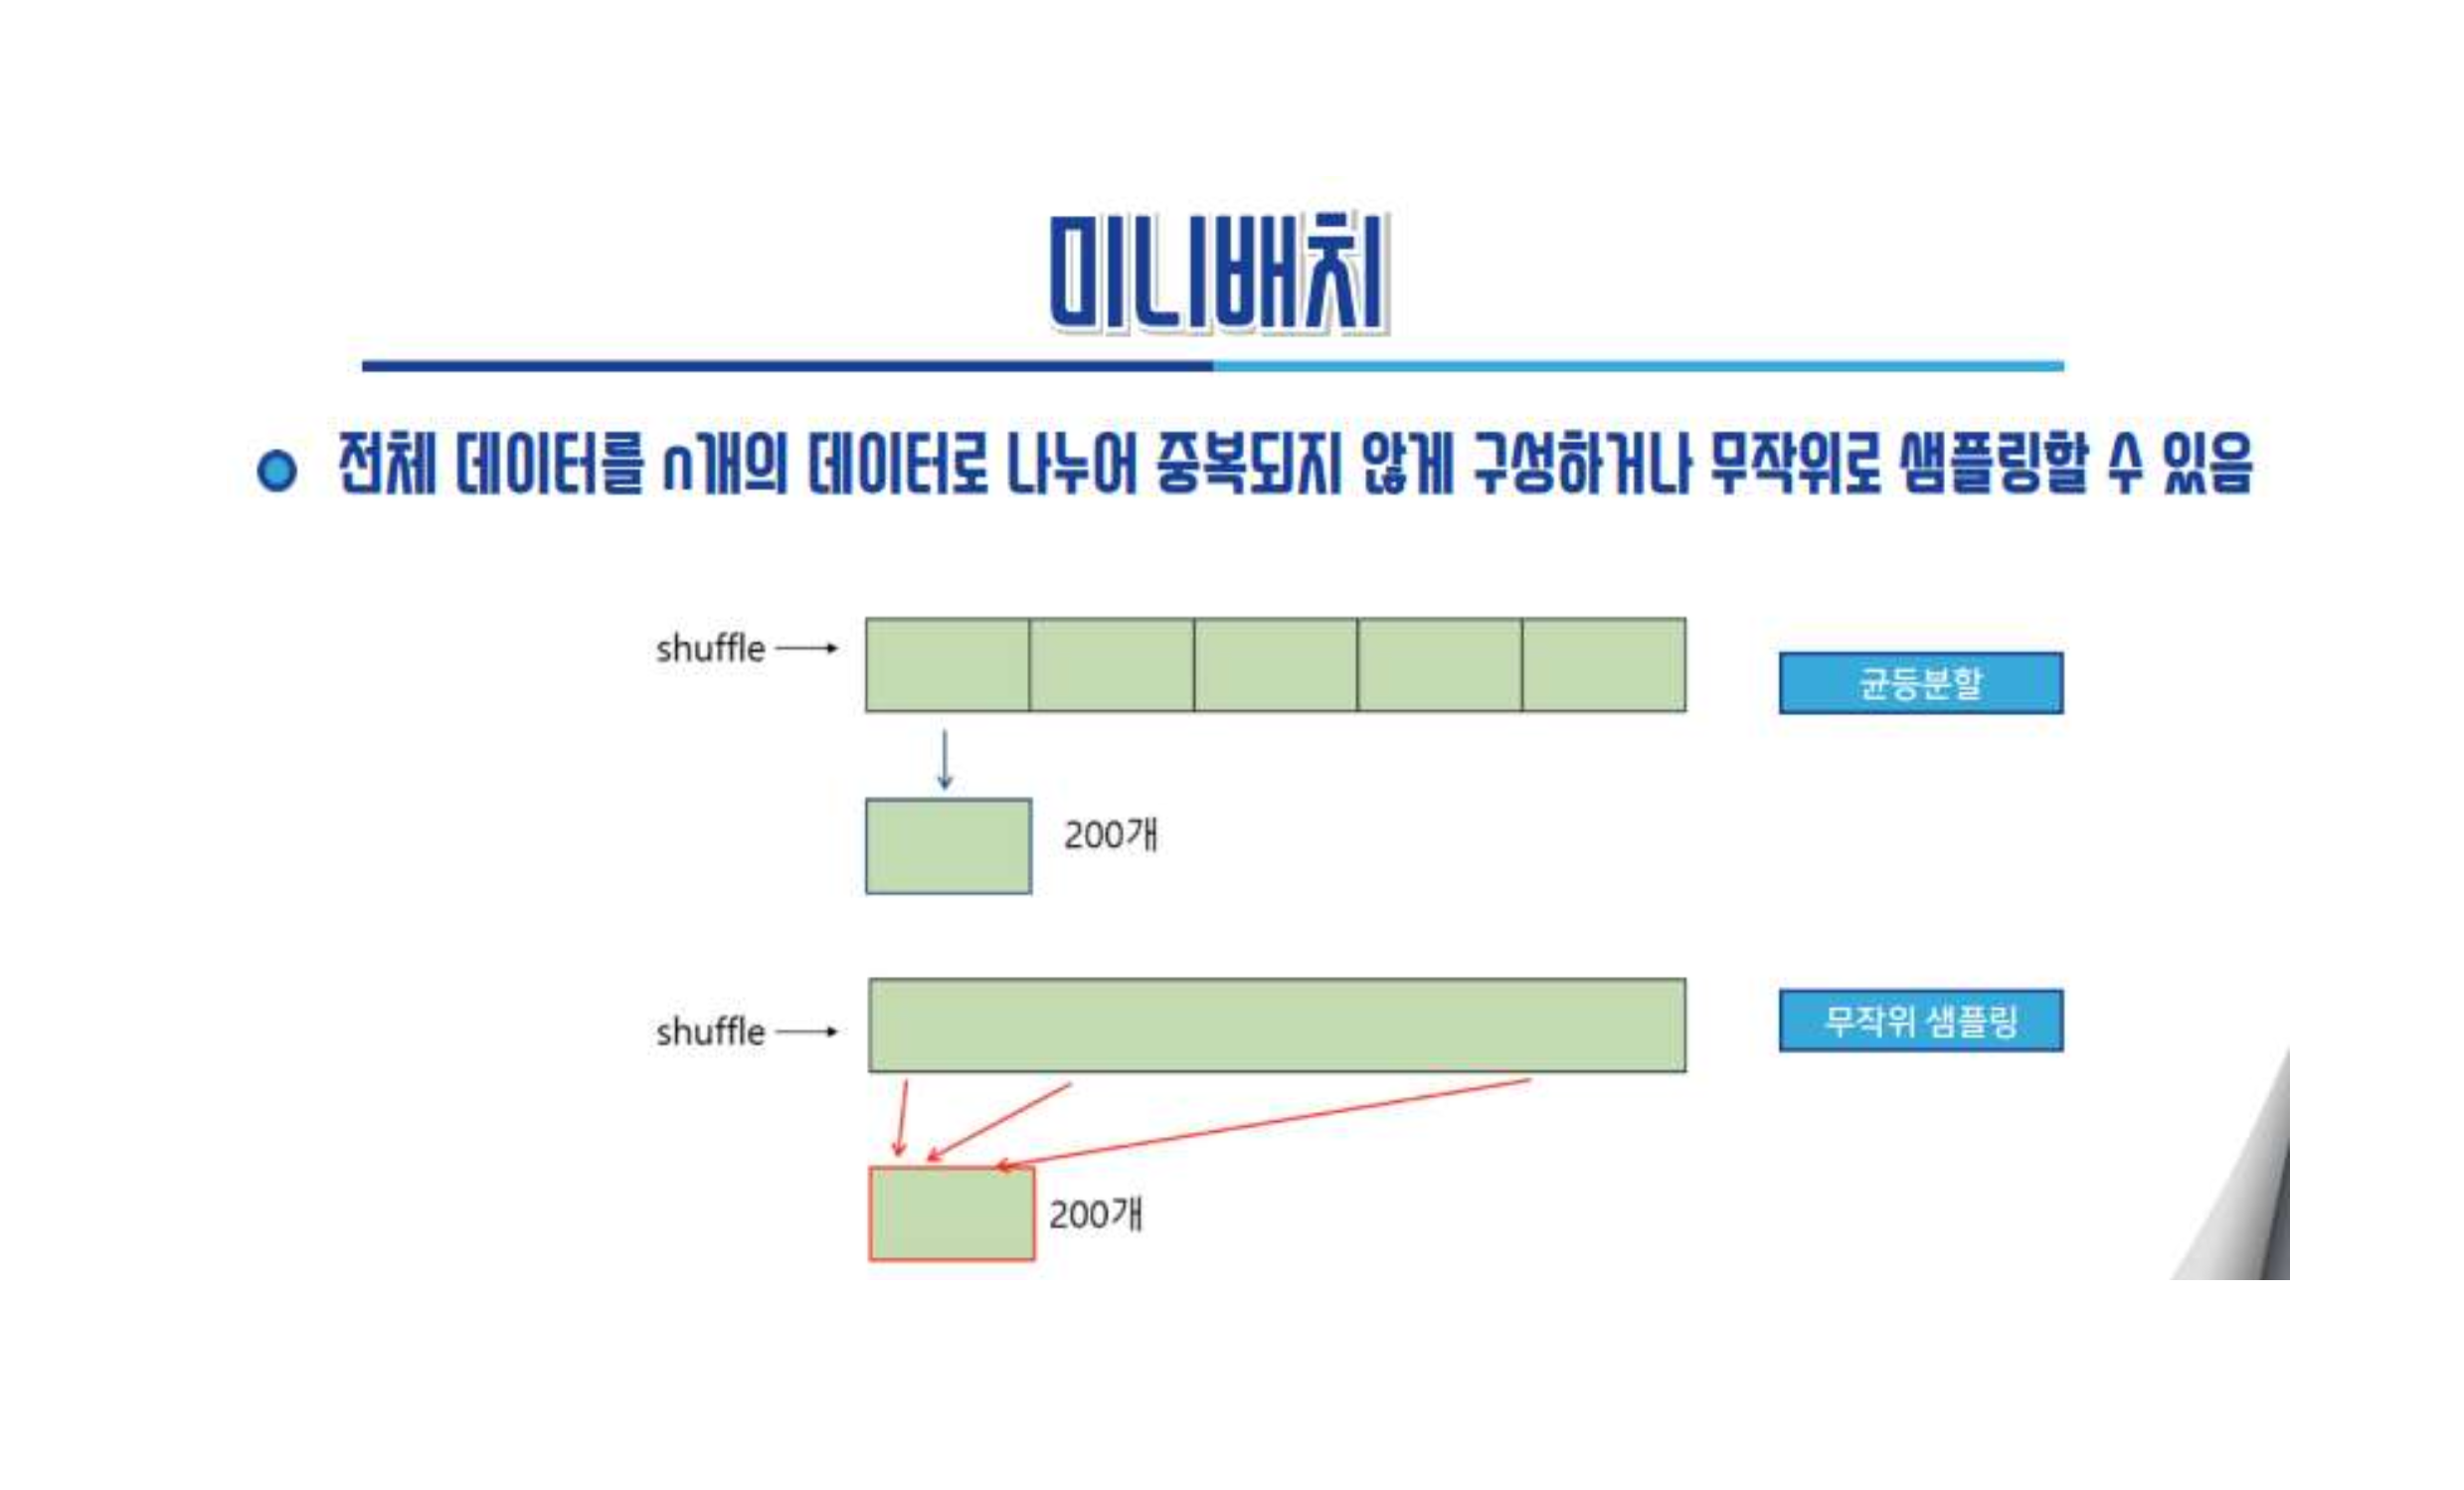 미니배치
전체 데이터를 n개의 데이터로 나누어 중복되지 않게 구성하거나 무작위로 샘플링할 수 있음
shuffle
균등분할
200개
shuffle
무작위 샘플링
200개